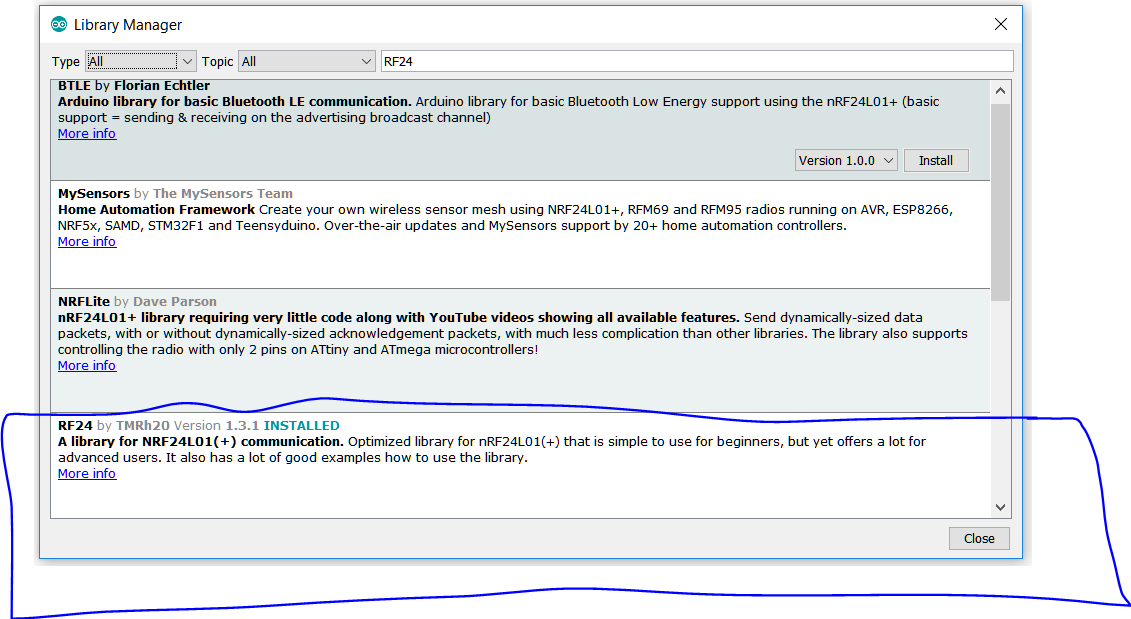 Library Manager
Type All Topic All RF24
BTLE by Florian Echtler
Arduino library for basic Bluetooth LE communication. Arduino library for basic Bluetooth Low Energy support using the nRF24L01+ (basic
support = sending & receiving on the advertising broadcast channel)
More info
Version 1.0.0 Install
MySensors by The MySensors Team
Home Automation Framework Create your own wireless sensor mesh using NRF24L01+, RFM69 and RFM95 radios running on AVR, ESP8266,
NRF5x, SAMD, STM32F1 and Teensyduino. Over-the-air updates and MySensors support by 20+ home automation controllers.
More info
NRFLite by Dave Parson
nRF24L01+ library requiring very little code along with YouTube videos showing all available features. Send dynamically-sized data
packets, with or without dynamically-sized acknowledgement packets, with much less complication than other libraries. The library also supports
controlling the radio with only 2 pins on ATtiny and ATmega microcontrollers!
More info
RF24 by TMRh20 Version 1.3.1 INSTALLED
A library for NRF24L01(+) communication. Optimized library for nRF24L01(+) that is simple to use for beginners, but yet offers a lot for
advanced users. It also has a lot of good examples how to use the library.
More info
Close